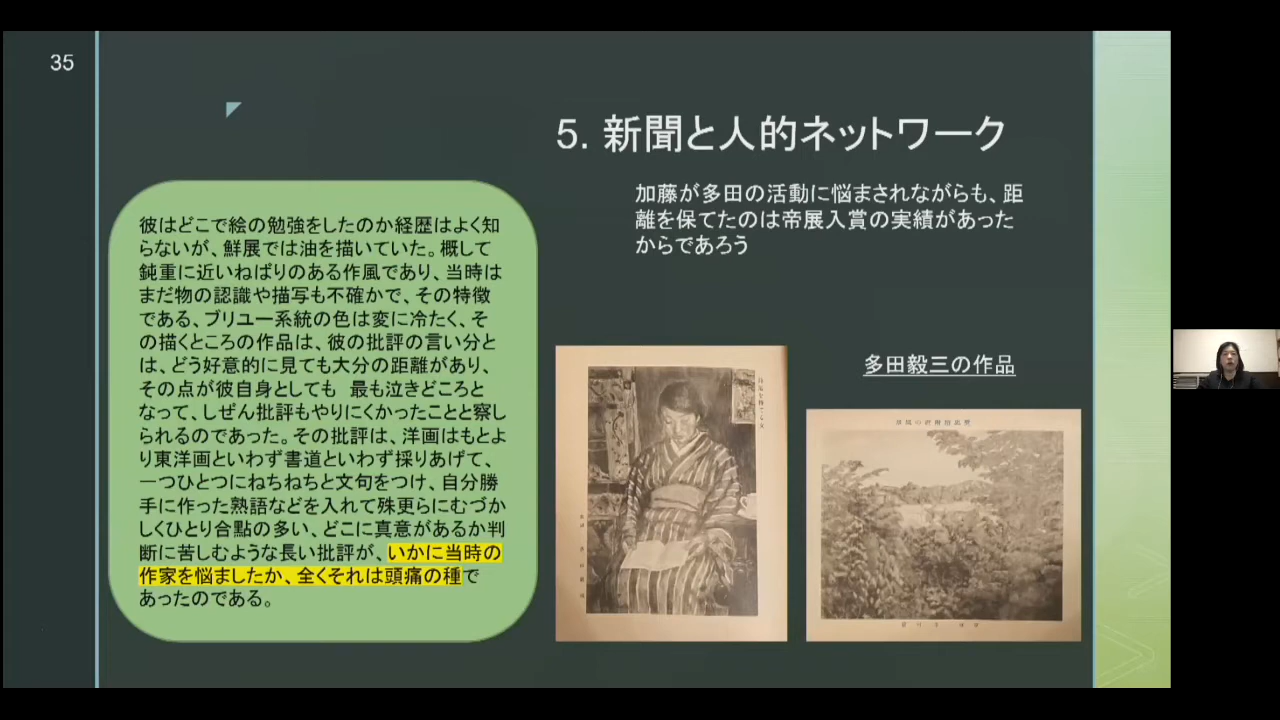 35
5. 新聞と人的ネットワーク
加藤が多田の活動に悩まされながらも、距
離を保てたのは帝展入賞の実績があった
からであろう
彼はどこで絵の勉強をしたのか経歴はよく知
らないが、鮮展では油を描いていた。概して
鈍重に近いねばりのある作風であり、当時は
まだ物の認識や描写も不確かで、その特徴
である、ブリユー系統の色は変に冷たく、そ
の描くところの作品は、彼の批評の言い分と
は、どう好意的に見ても大分の距離があり、
その点が彼自身としても 最も泣きどころと
なって、しぜん批評もやりにくかったことと察し
られるのであった。その批評は、洋画はもとよ
り東洋画といわず書道といわず採りあげて、
一つひとつにねちねちと文句をつけ、自分勝
手に作った熟語などを入れて殊更らにむづか
しくひとり合點の多い、どこに真意があるか判
断に苦しむような長い批評が、いかに当時の
作家を悩ましたか、全くそれは頭痛の種で
あったのである。
多田毅三の作品